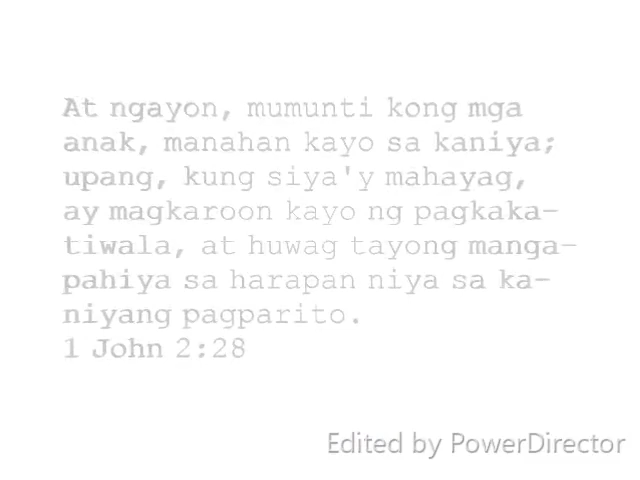 At ngayon, mumunti kong mga
anak, manahan kayo sa kaniya;
upang, kung siya'y mahayag,
ay magkaroon kayo ng pagkaka-
tiwala, at huwag tayong manga-
pahiya sa harapan niya sa ka-
niyang pagparito.
1 John 2:28
Edited by PowerDirector